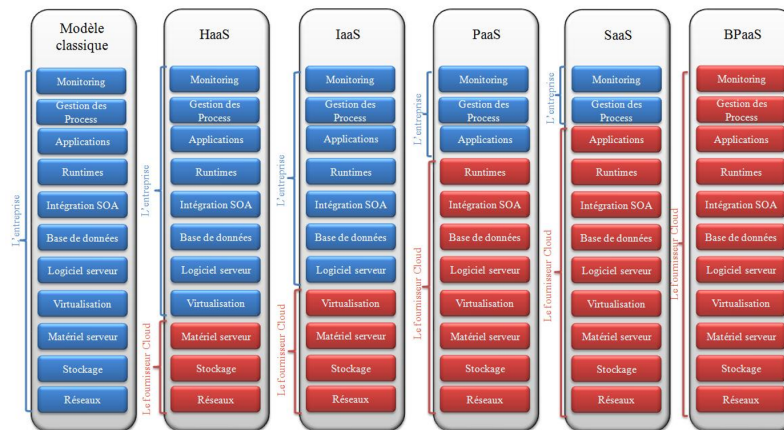 Modèle
classique
L'entreprise
Monitoring
Gestion des
Process
Applications
Runtimes
Intégration SOA
Base de données
Logiciel serveur
Virtualisation
Matériel serveur
Stockage
Réseaux
HaaS
L'entreprise
Le fournisseur Cloud
Monitoring
Gestion des
Process
Applications
Runtimes
Intégration SOA
Base de données
Logiciel serveur
Virtualisation
Matériel serveur
Stockage
Réseaux
IaaS
L'entreprise
Le fournisseur Cloud
Monitoring
Gestion des
Process
Applications
Runtimes
Intégration SOA
Base de données
Logiciel serveur
Virtualisation
Matériel serveur
Stockage
Réseaux
PaaS
L'entreprise
Le fournisseur Cloud
Monitoring
Gestion des
Process
Applications
Runtimes
Intégration SOA
Base de données
Logiciel serveur
Virtualisation
Matériel serveur
Stockage
Réseaux
SaaS
L'entreprise
Le fournisseur Cloud
Monitoring
Gestion des
Process
Applications
Runtimes
Intégration SOA
Base de données
Logiciel serveur
Virtualisation
Matériel serveur
Stockage
Réseaux
BPaaS
Le fournisseur Cloud
Monitoring
Gestion des
Process
Applications
Runtimes
Intégration SOA
Base de données
Logiciel serveur
Virtualisation
Matériel serveur
Stockage
Réseaux